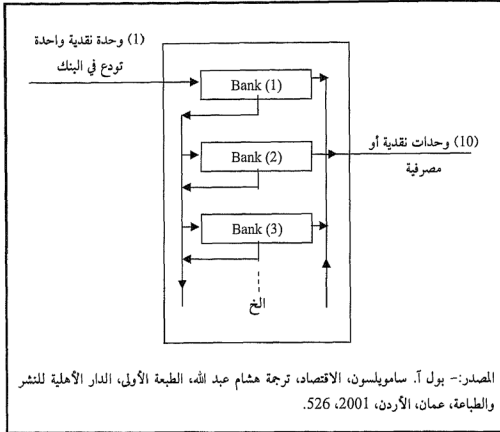 (1) وحدة نقدية واحدة
تودع في البنك
Bank (1)
(10) وحدات نقدية أو
مصرفية
Bank (2)
Bank (3)
الخ
المصدر:- بول آ. سامويلسون، الاقتصاد، ترجمة هشام عبد الله، الطبعة الأولى، الدار الأهلية للنشر
والطباعة، عمان، الأردن، 2001، 526.